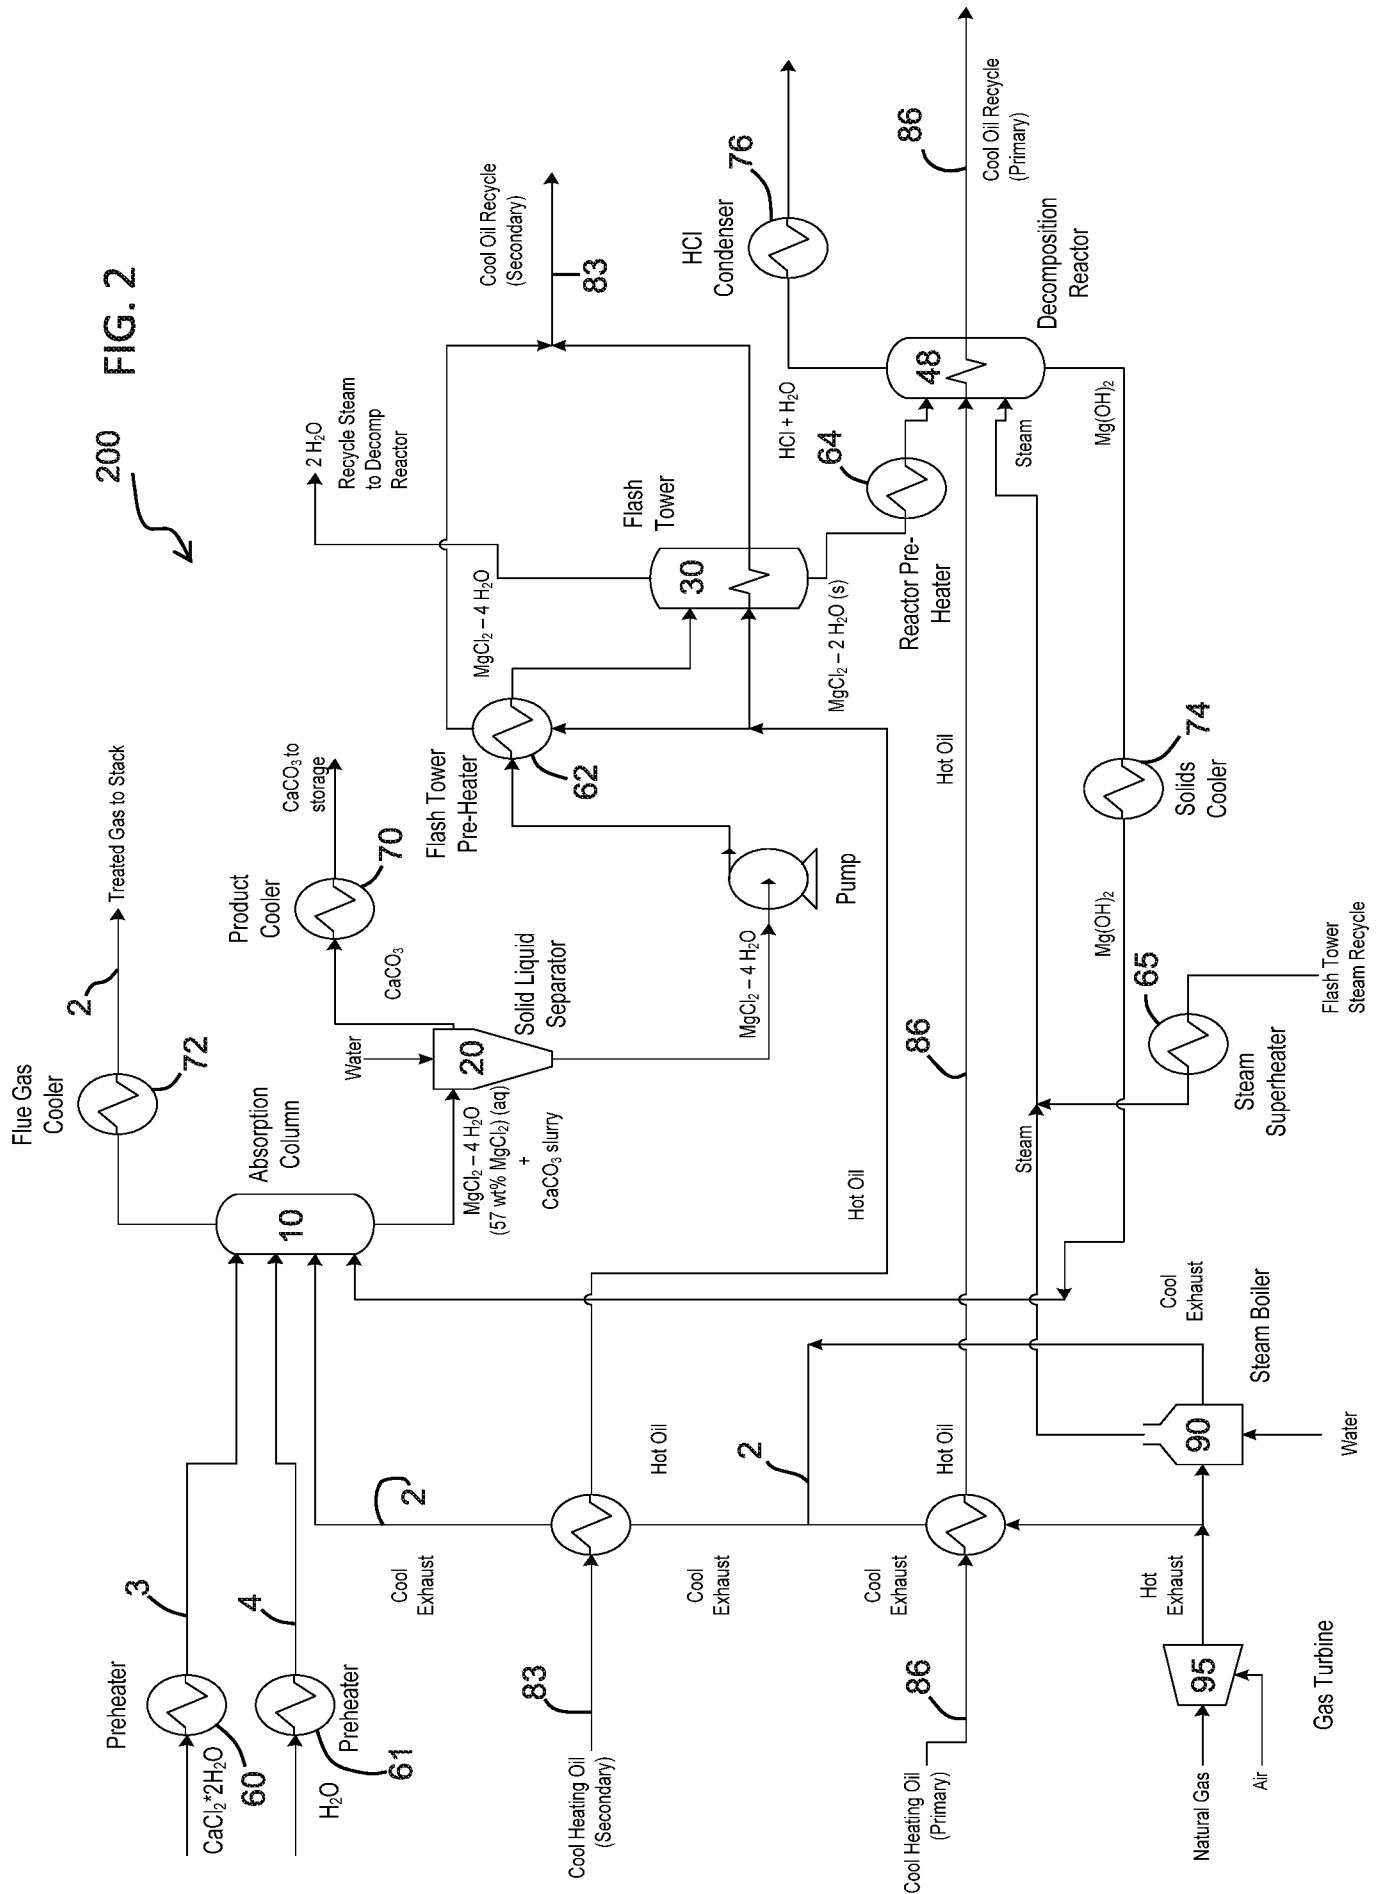 200
FIG. 2
Flue Gas
Cooler
72
2
Treated Gas to Stack
Preheater
3
CaCl₂*2H₂O
60
4
H₂O
Preheater
61
Absorption
Column
10
2
Cool
Exhaust
MgCl₂ – 4 H₂O
(57 wt% MgCl₂) (aq)
+
CaCO₃ slurry
Water
20
Solid Liquid
Separator
CaCO₃
Product
Cooler
70
CaCO₃ to
storage
MgCl₂ – 4 H₂O
Pump
Flash Tower
Pre-Heater
62
MgCl₂ – 4 H₂O
2 H₂O
Recycle Steam
to Decomp
Reactor
Flash
Tower
30
MgCl₂ – 2 H₂O (s)
Cool Oil Recycle
(Secondary)
83
Cool Heating Oil
(Secondary)
83
Hot Oil
Hot Oil
Cool
Exhaust
2
Cool
Exhaust
Cool Heating Oil
(Primary)
86
Hot Oil
86
Hot Oil
Reactor Pre-
Heater
64
HCl + H₂O
HCl
Condenser
76
48
Decomposition
Reactor
86
Cool Oil Recycle
(Primary)
Steam
Mg(OH)₂
74
Solids
Cooler
Mg(OH)₂
Steam
65
Steam
Superheater
Flash Tower
Steam Recycle
Cool
Exhaust
Steam Boiler
90
Water
Hot
Exhaust
95
Gas Turbine
Natural Gas
Air